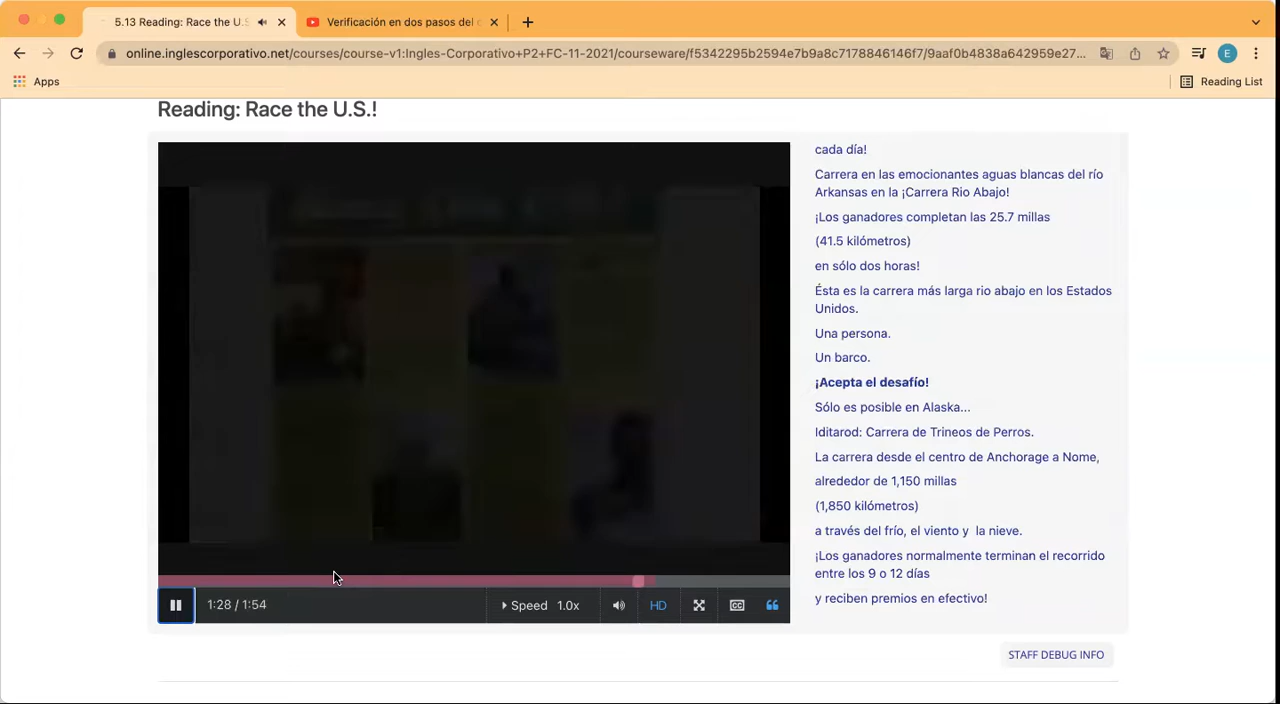 5.13 Reading: Race the U.S
Verificación en dos pasos del
online.inglescorporativo.net/courses/course-v1:Ingles-Corporativo+P2+FC-11-2021/courseware/f5342295b2594e7b9a8c7178846146f7/9aaf0b4838a642959e27...
E
Apps
Reading List
Reading: Race the U.S.!
cada día!
Carrera en las emocionantes aguas blancas del río
Arkansas en la ¡Carrera Rio Abajo!
¡Los ganadores completan las 25.7 millas
(41.5 kilómetros)
en sólo dos horas!
Ésta es la carrera más larga rio abajo en los Estados
Unidos.
Una persona.
Un barco.
¡Acepta el desafío!
Sólo es posible en Alaska...
Iditarod: Carrera de Trineos de Perros.
La carrera desde el centro de Anchorage a Nome,
alrededor de 1,150 millas
(1,850 kilómetros)
a través del frío, el viento y la nieve.
¡Los ganadores normalmente terminan el recorrido
entre los 9 o 12 días
y reciben premios en efectivo!
1:28 / 1:54
Speed 1.0x
HD
CC
STAFF DEBUG INFO